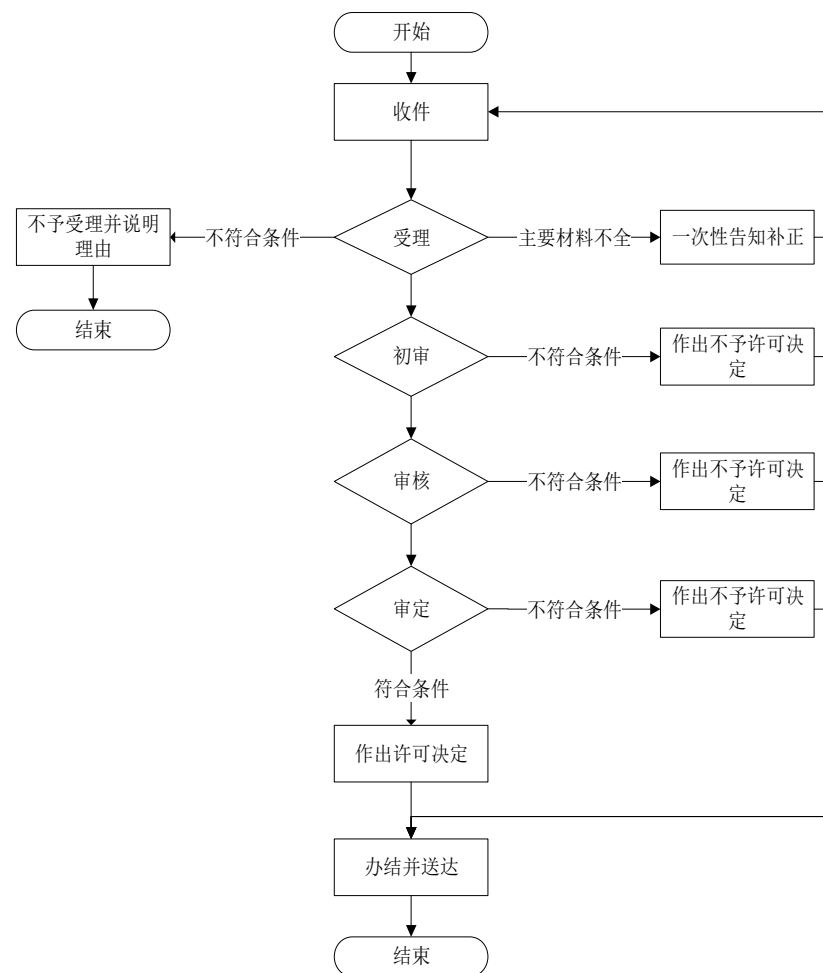 开始
收件
不予受理并说明
理由
不符合条件
受理
主要材料不全
一次性告知补正
结束
初审
不符合条件
作出不予许可决
定
审核
不符合条件
作出不予许可决
定
审定
不符合条件
作出不予许可决
定
符合条件
作出许可决定
办结并送达
结束